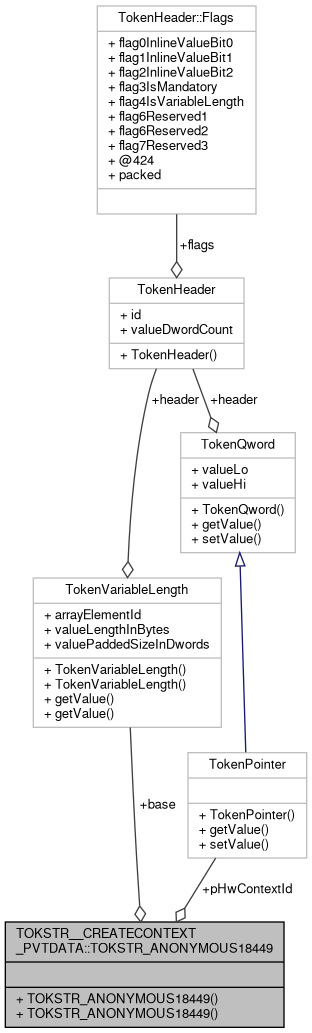 TokenHeader::Flags
+ flag0InlineValueBit0
+ flag1InlineValueBit1
+ flag2InlineValueBit2
+ flag3IsMandatory
+ flag4IsVariableLength
+ flag6Reserved1
+ flag6Reserved2
+ flag7Reserved3
+ @424
+ packed
+flags
TokenHeader
+ id
+ valueDwordCount
+ TokenHeader()
+header
+header
TokenQword
+ valueLo
+ valueHi
+ TokenQword()
+ getValue()
+ setValue()
TokenVariableLength
+ arrayElementId
+ valueLengthInBytes
+ valuePaddedSizeInDwords
+ TokenVariableLength()
+ TokenVariableLength()
+ getValue()
+ getValue()
TokenPointer
+ TokenPointer()
+ getValue()
+ setValue()
+base
+pHwContextId
TOKSTR__CREATECONTEXT
_PVTDATA::TOKSTR_ANONYMOUS18449
+ TOKSTR_ANONYMOUS18449()
+ TOKSTR_ANONYMOUS18449()